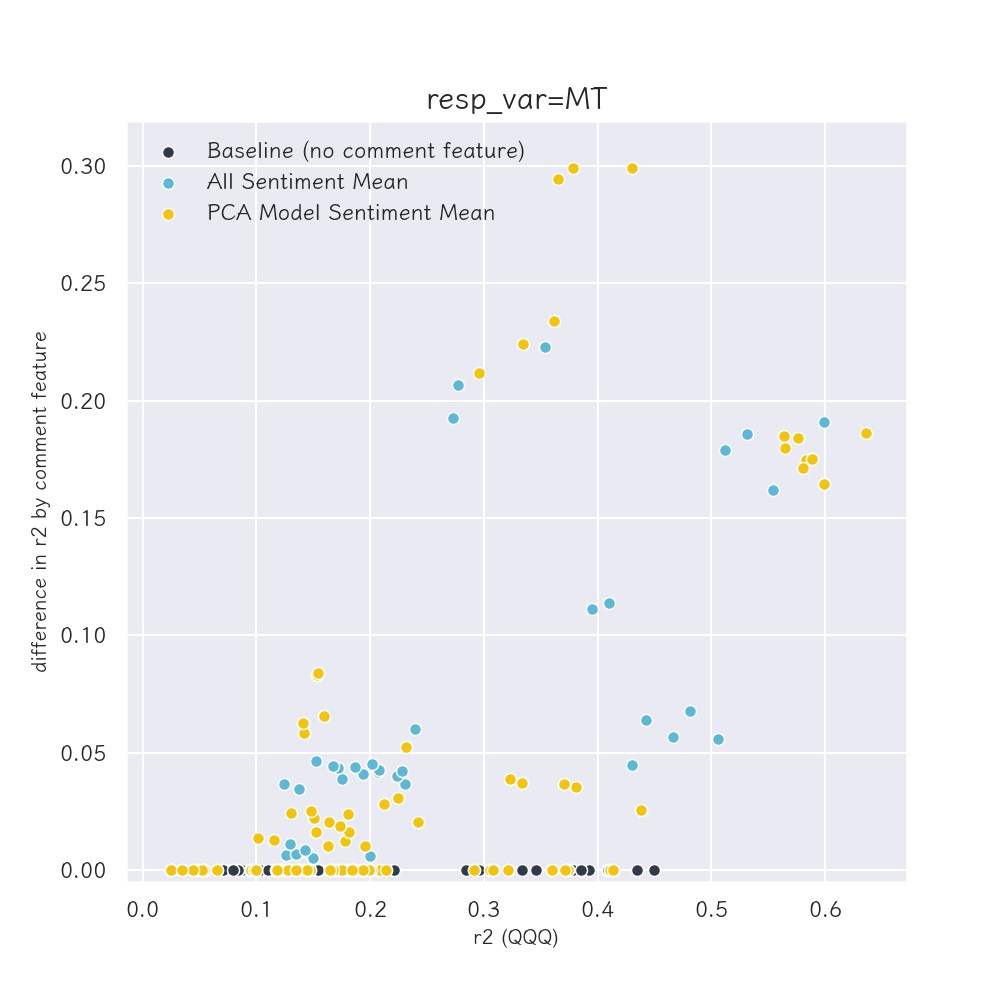 resp_var=MT
Baseline (no comment feature)
All Sentiment Mean
PCA Model Sentiment Mean
0.30
0.25
0.20
0.15
0.10
0.05
0.00
difference in r2 by comment feature
0.0 0.1 0.2 0.3 0.4 0.5 0.6
r2 (QQQ)